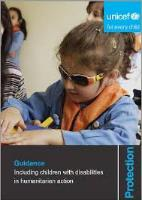 unicef
for every child
Guidance
Including children with disabilities
in humanitarian action
Protection